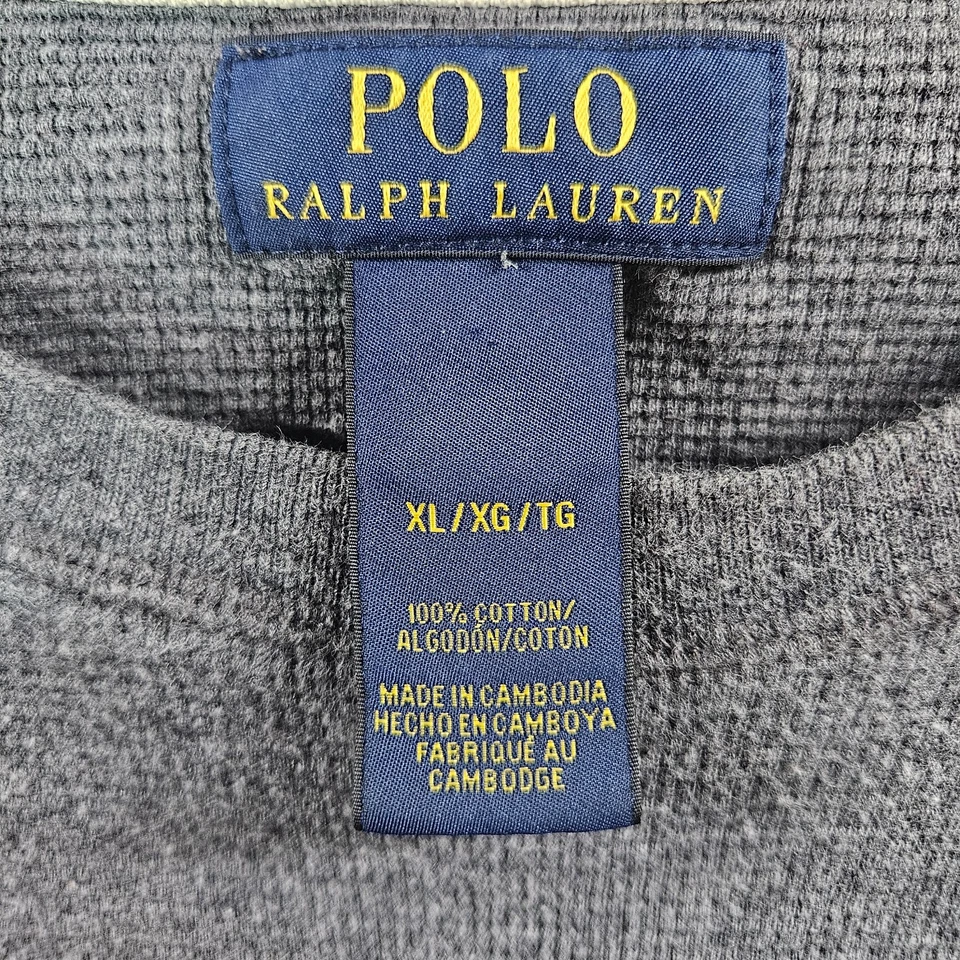 POLO
RALPH LAUREN
XL/XG/TG
100% COTTON/
ALGODÓN/COTON
MADE IN CAMBODIA
HECHO EN CAMBOYA
FABRIQUÉ AU
CAMBODGE